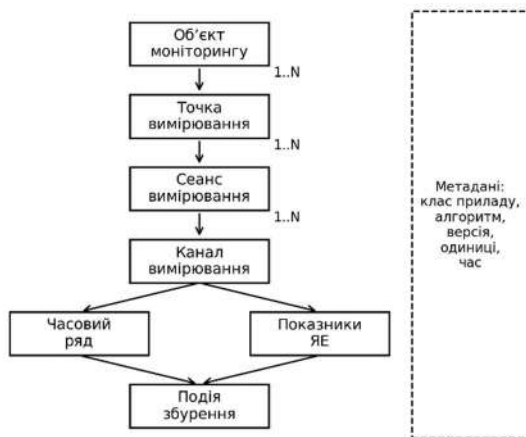 Об’єкт
моніторингу
1..N
Точка
вимірювання
1..N
Сеанс
вимірювання
1..N
Канал
вимірювання
Часовий
ряд
Показники
ЯЕ
Подія
збурення
Метадані:
клас приладу,
алгоритм,
версія,
одиниці,
час